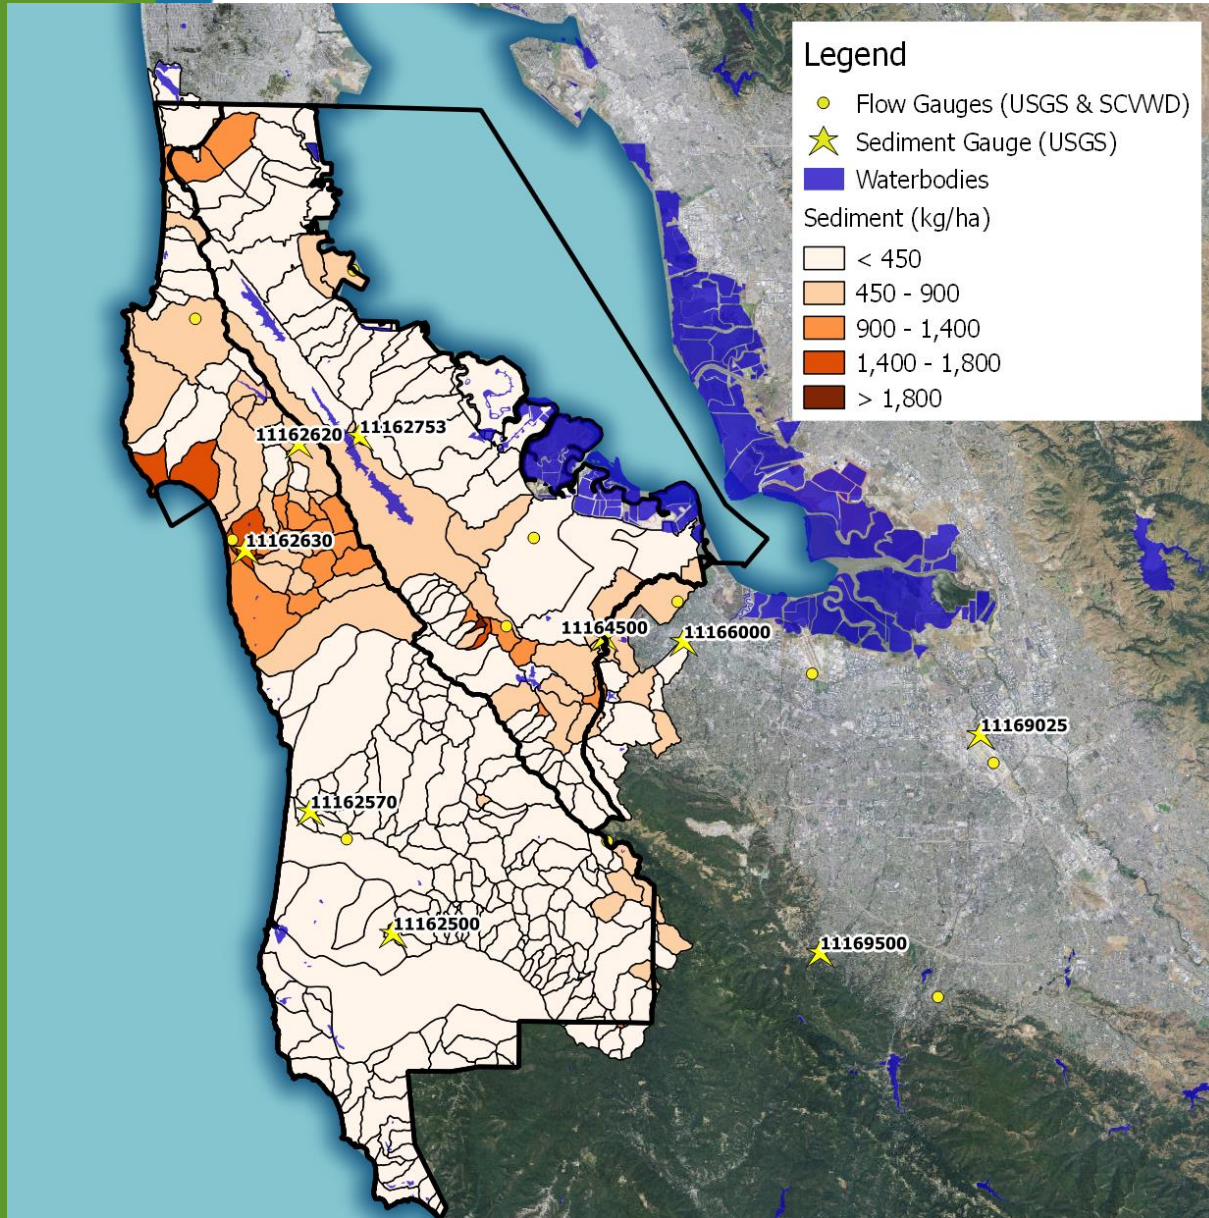 Legend
Flow Gauges (USGS & SCVWD)
Sediment Gauge (USGS)
Waterbodies
Sediment (kg/ha)
< 450
450 - 900
900 - 1,400
1,400 - 1,800
> 1,800
11162620
11162753
11162630
11164500
11166000
11169025
11162570
11162500
11169500